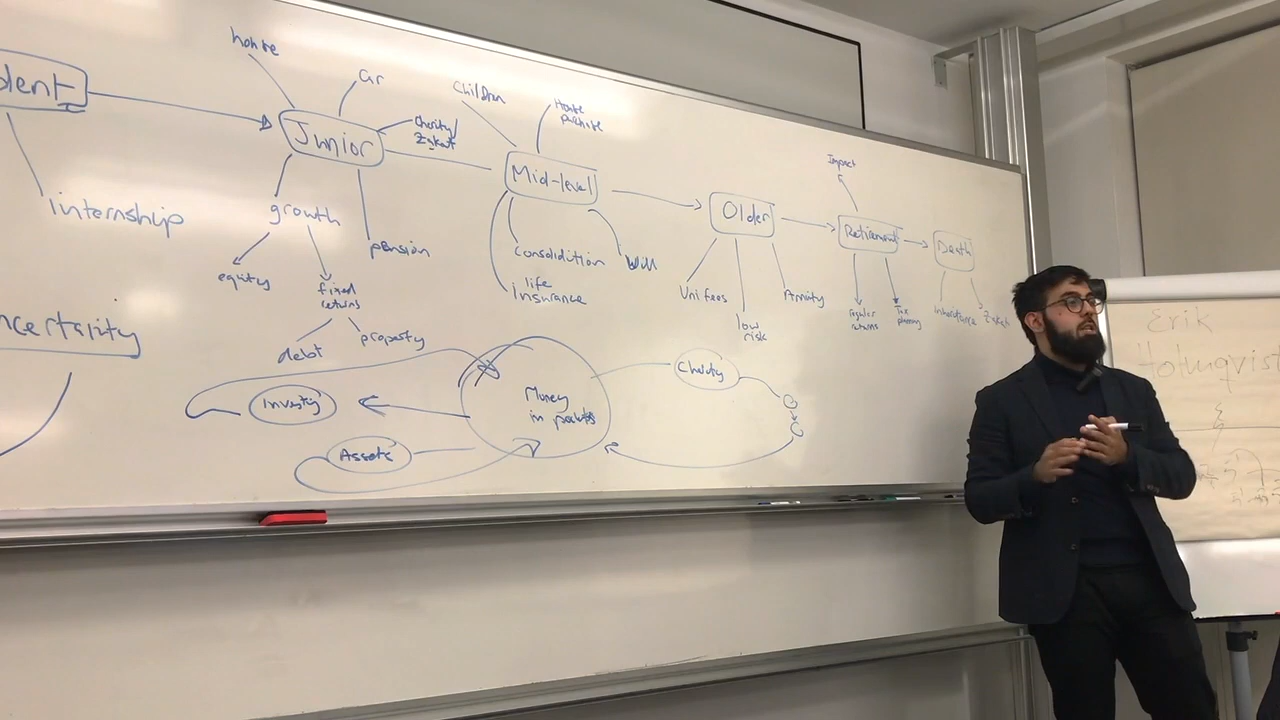 dent
internship
home
Car
Charity/
Zakat
Junior
growth
equity
fixed
returns
debt
property
pension
Children
House
purchase
Mid-level
Consolidation
life
insurance
Will
Older
Uni fees
low
risk
Annuity
Impact
Retirement
regular
returns
Tax
planning
Death
Inheritance
Zakat
ncertainty
Investing
Assets
Money
in pockets
Charity
Erik
Holmqvist